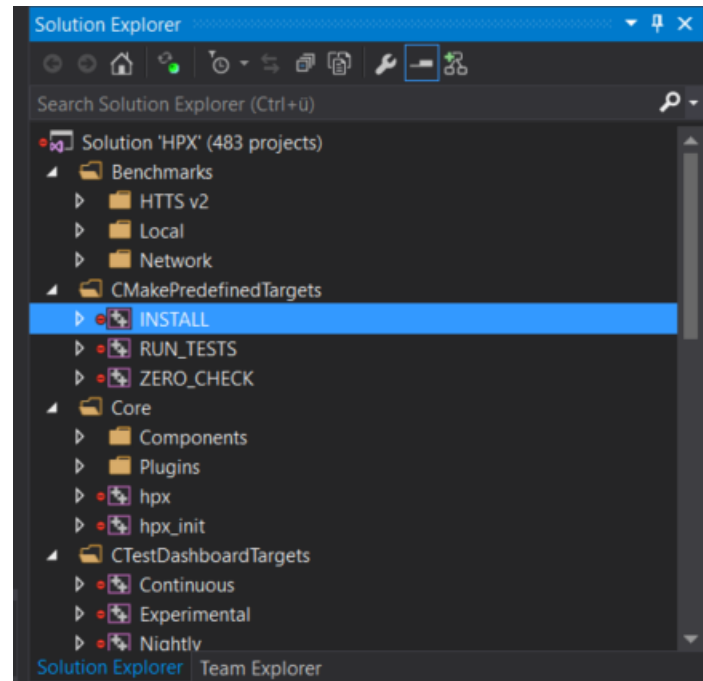 Solution Explorer
Search Solution Explorer (Ctrl+ü)
Solution 'HPX' (483 projects)
Benchmarks
HTTS v2
Local
Network
CMakePredefinedTargets
INSTALL
RUN_TESTS
ZERO_CHECK
Core
Components
Plugins
hpx
hpx_init
CTestDashboardTargets
Continuous
Experimental
Nightly
Solution Explorer Team Explorer